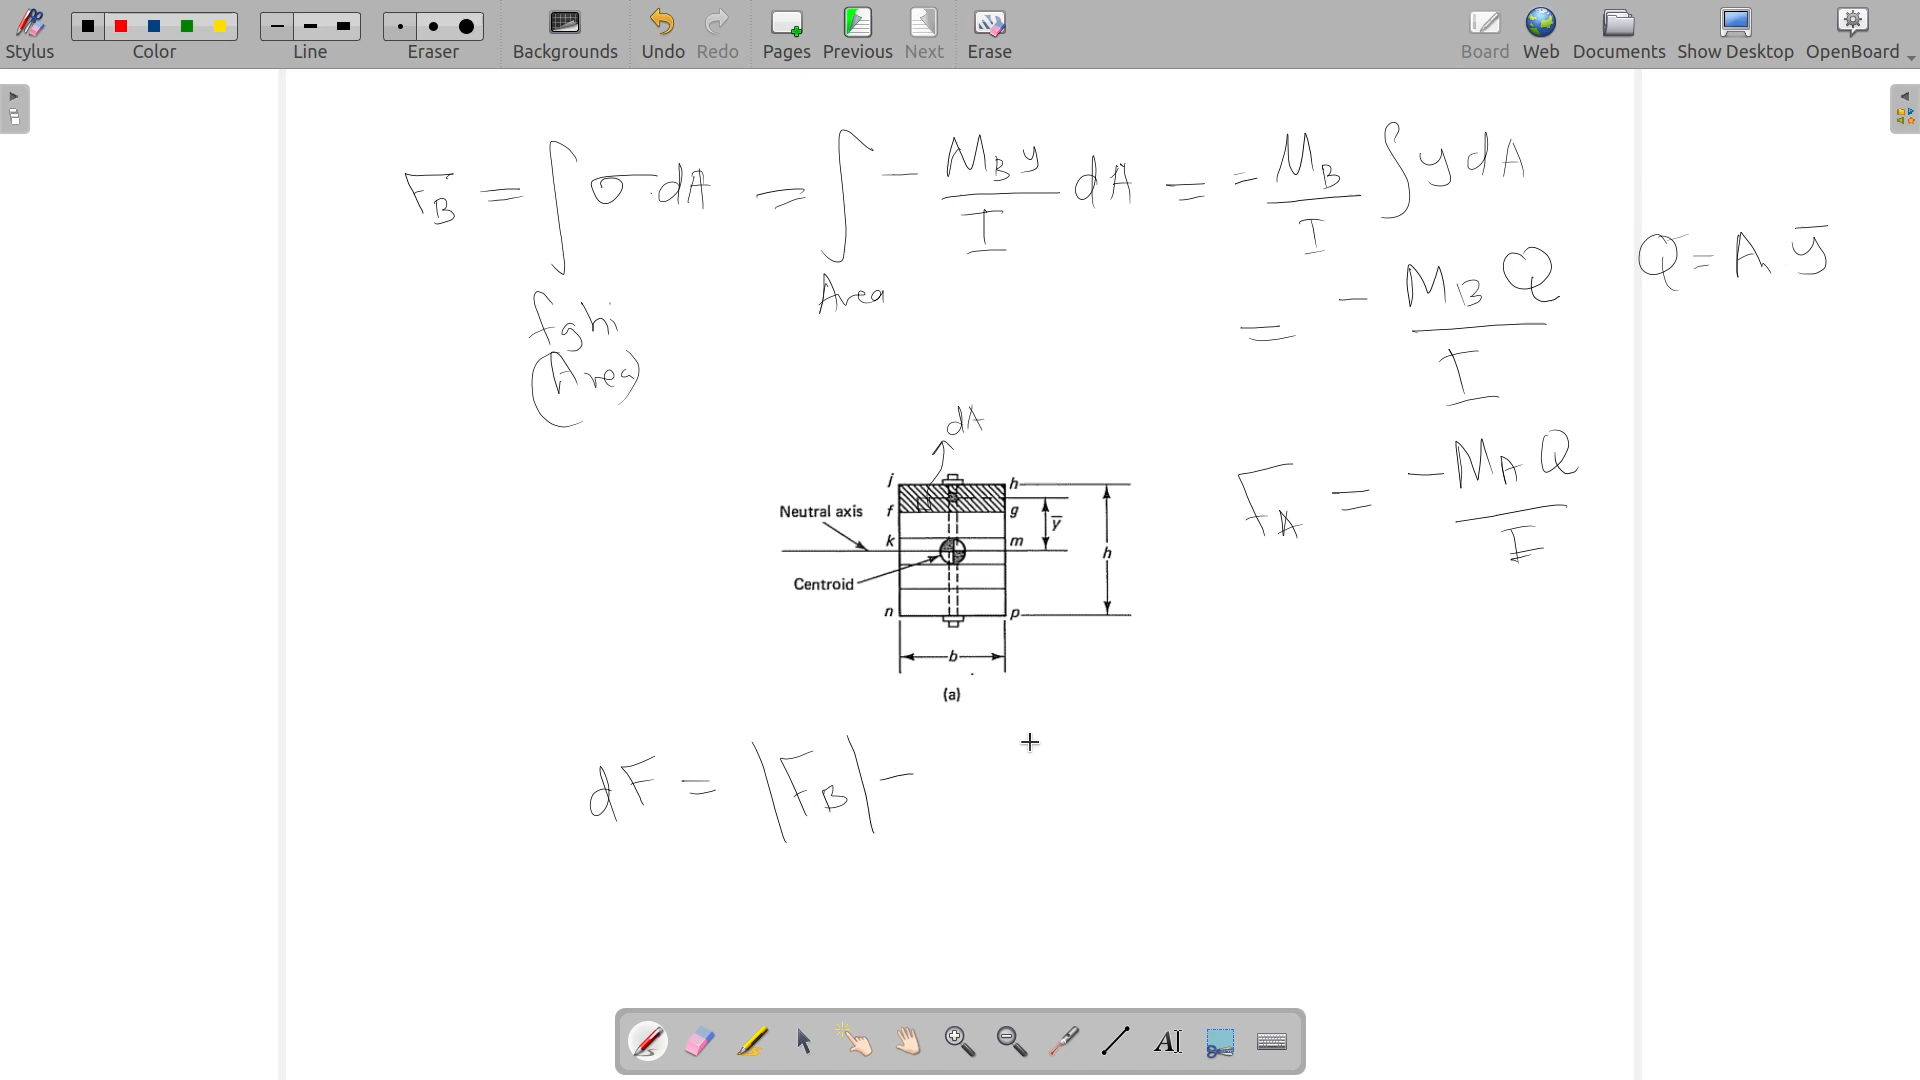 Stylus Color Line Eraser Backgrounds Undo Redo Pages Previous Next Erase Board Web Documents Show Desktop OpenBoard
F_B = ∫ σ dA = ∫ - M_B y / I dA = - M_B / I ∫ y dA
fghi
(Area)
Area
= - M_B Q / I
Q = A ȳ
F_A = - M_A Q / I
dA
j h
Neutral axis f g ȳ
k m h
Centroid
n p
b
(a)
dF = |F_B| -
AI